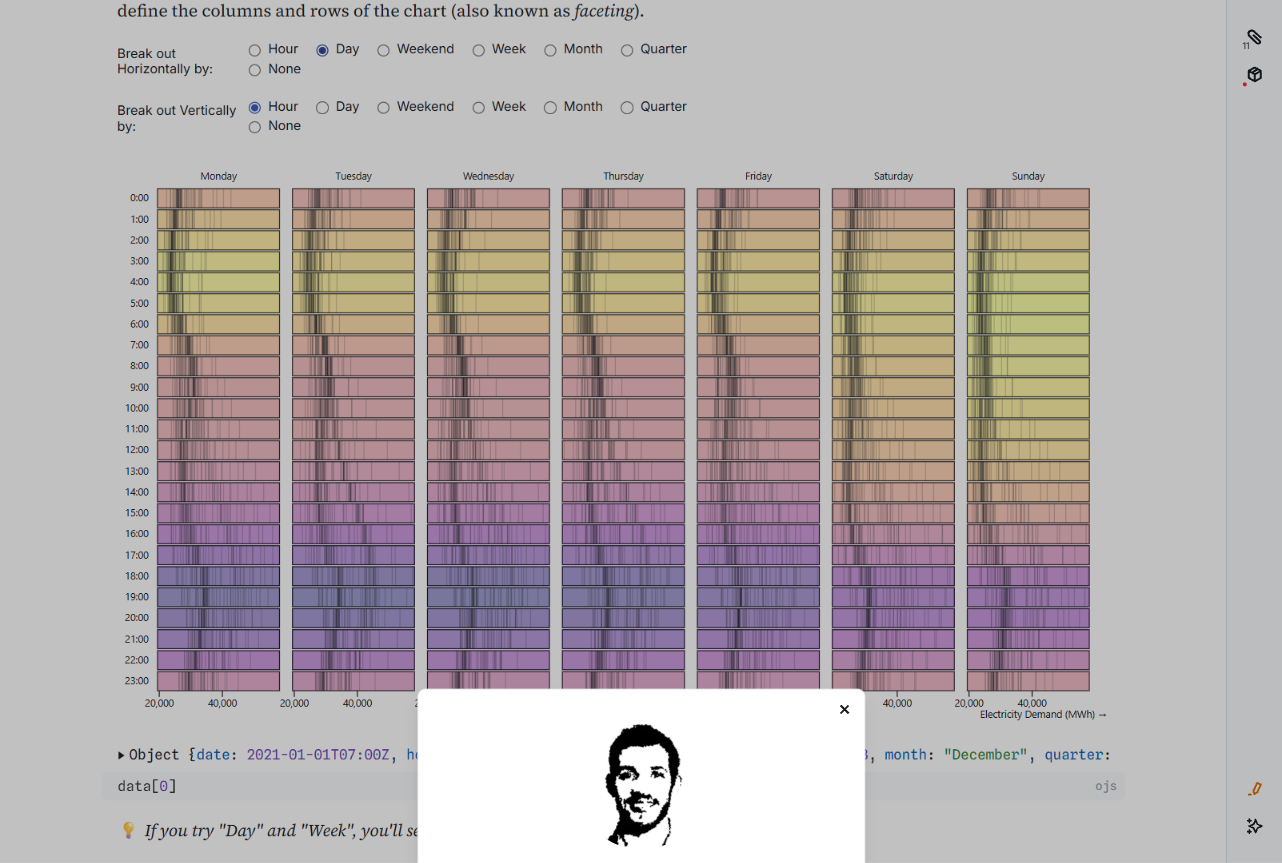 define the columns and rows of the chart (also known as faceting).
Break out Horizontally by:
Hour Day Weekend Week Month Quarter
None
Break out Vertically by:
Hour Day Weekend Week Month Quarter
None
Monday Tuesday Wednesday Thursday Friday Saturday Sunday
0:00
1:00
2:00
3:00
4:00
5:00
6:00
7:00
8:00
9:00
10:00
11:00
12:00
13:00
14:00
15:00
16:00
17:00
18:00
19:00
20:00
21:00
22:00
23:00
20,000 40,000 20,000 40,000 40,000 20,000 40,000
Electricity Demand (MWh) →
Object {date: 2021-01-01T07:00Z, month: "December", quarter:
data[0]
ojs
💡 If you try "Day" and "Week", you'll
11
×